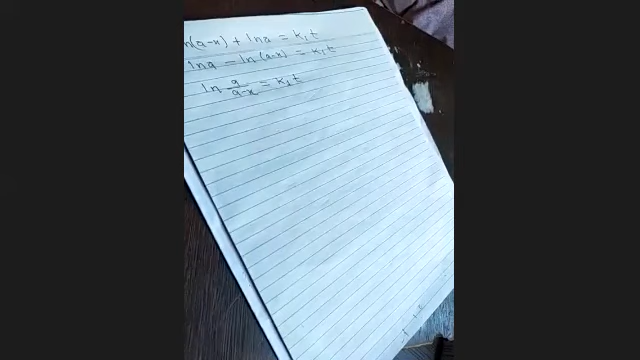 n(a-x) + ln a = K₁t
ln a - ln (a-x) = K₁t
ln a/a-x = K₁t